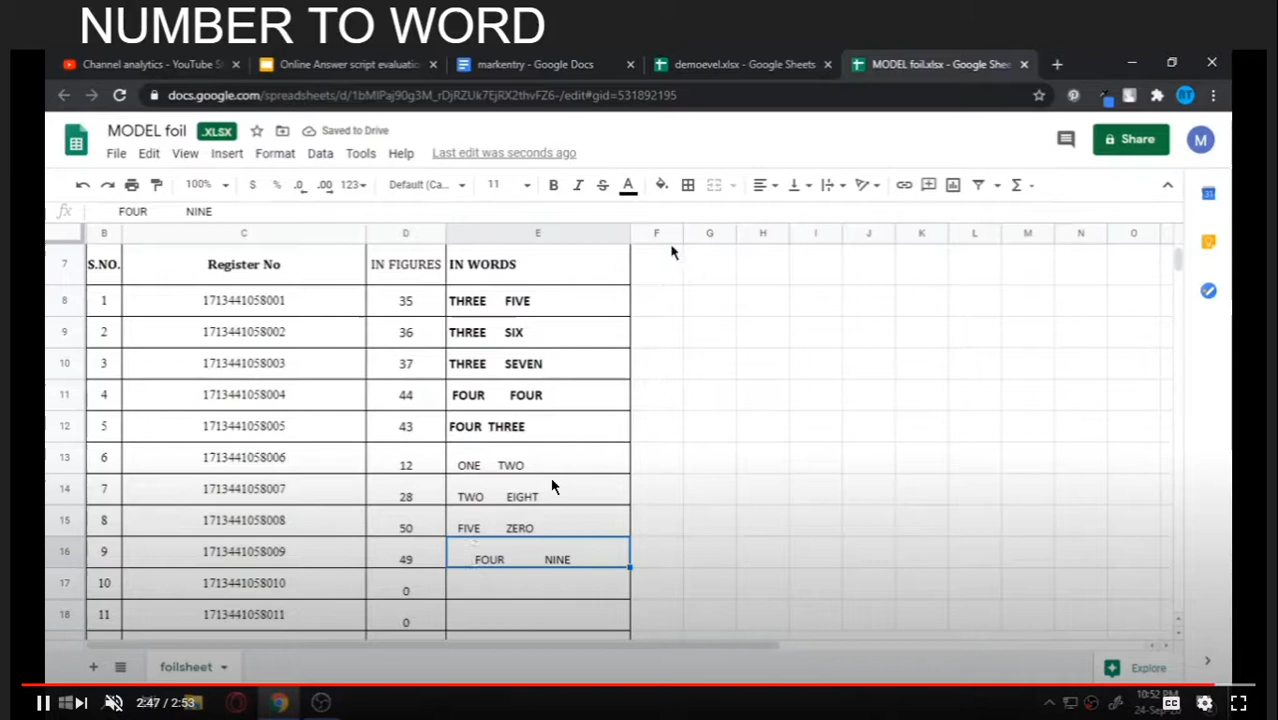 NUMBER TO WORD
Channel analytics - YouTube S
Online Answer script evaluatio
markentry - Google Docs
demoevel.xlsx - Google Sheets
MODEL foil.xlsx - Google Shee
docs.google.com/spreadsheets/d/1bMlPaj90g3M_rDjRZUk7EjRX2thvFZ6-/edit#gid=531892195
MODEL foil .XLSX Saved to Drive
Share M
File Edit View Insert Format Data Tools Help Last edit was seconds ago
100% $ % .0 .00 123 Default (Ca... 11 B I S A
fx FOUR NINE
B C D E F G H I J K L M N O
7 S.NO. Register No IN FIGURES IN WORDS
8 1 1713441058001 35 THREE FIVE
9 2 1713441058002 36 THREE SIX
10 3 1713441058003 37 THREE SEVEN
11 4 1713441058004 44 FOUR FOUR
12 5 1713441058005 43 FOUR THREE
13 6 1713441058006 12 ONE TWO
14 7 1713441058007 28 TWO EIGHT
15 8 1713441058008 50 FIVE ZERO
16 9 1713441058009 49 FOUR NINE
17 10 1713441058010 0
18 11 1713441058011 0
foilsheet
Explore
2:47 / 2:53
10:52 PM
24-Sep-